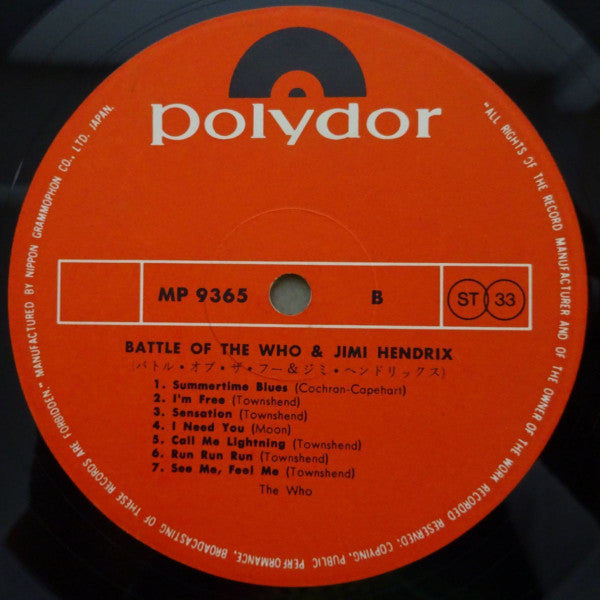 polydor
MP 9365 B ST 33
BATTLE OF THE WHO & JIMI HENDRIX
(バトル・オブ・ザ・フー&ジミ・ヘンドリックス)
1. Summertime Blues (Cochran-Capehart)
2. I'm Free (Townshend)
3. Sensation (Townshend)
4. I Need You (Moon)
5. Call Me Lightning (Townshend)
6. Run Run Run (Townshend)
7. See Me, Feel Me (Townshend)
The Who
"ALL RIGHTS OF THE RECORD MANUFACTURER AND OF THE OWNER OF THE WORK RECORDED RESERVED: COPYING, PUBLIC PERFORMANCE, BROADCASTING OF THESE RECORDS ARE FORBIDDEN." MANUFACTURED BY NIPPON GRAMMOPHON CO., LTD. JAPAN.